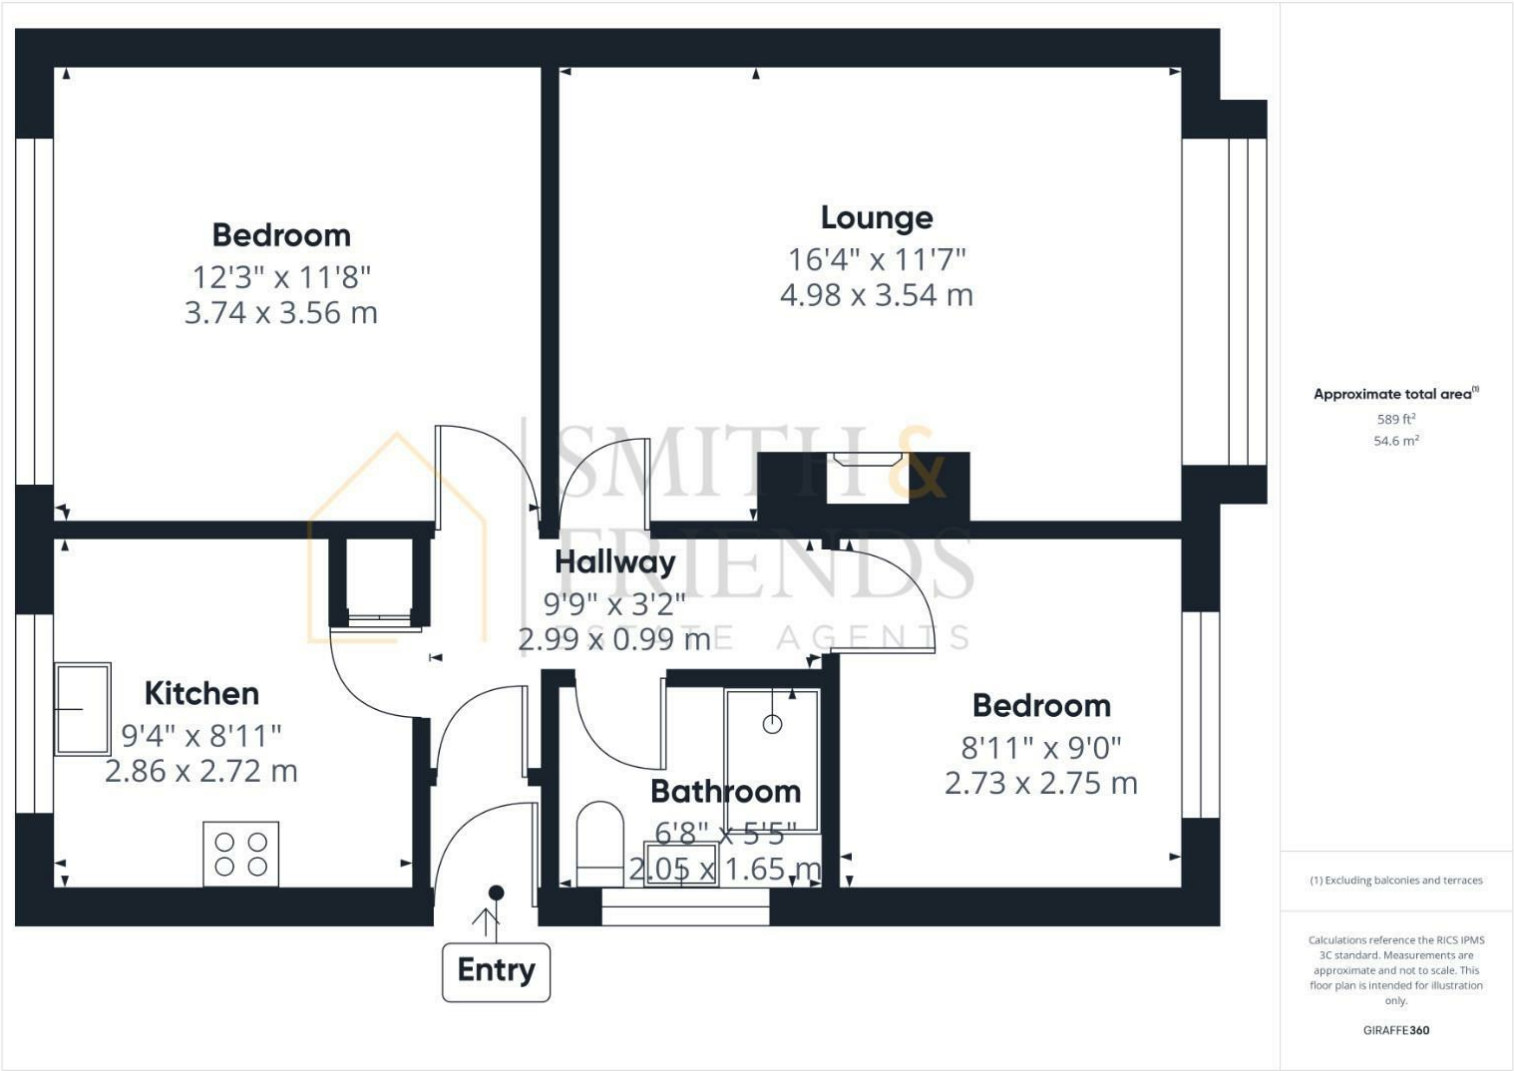 Bedroom
12'3" x 11'8"
3.74 x 3.56 m
Lounge
16'4" x 11'7"
4.98 x 3.54 m
SMITH &
FRIENDS
ESTATE AGENTS
Hallway
9'9" x 3'2"
2.99 x 0.99 m
Kitchen
9'4" x 8'11"
2.86 x 2.72 m
Bathroom
6'8" x 5'5"
2.05 x 1.65 m
Bedroom
8'11" x 9'0"
2.73 x 2.75 m
Entry
Approximate total area(1)
589 ft²
54.6 m²
(1) Excluding balconies and terraces
Calculations reference the RICS IPMS
3C standard. Measurements are
approximate and not to scale. This
floor plan is intended for illustration
only.
GIRAFFE360